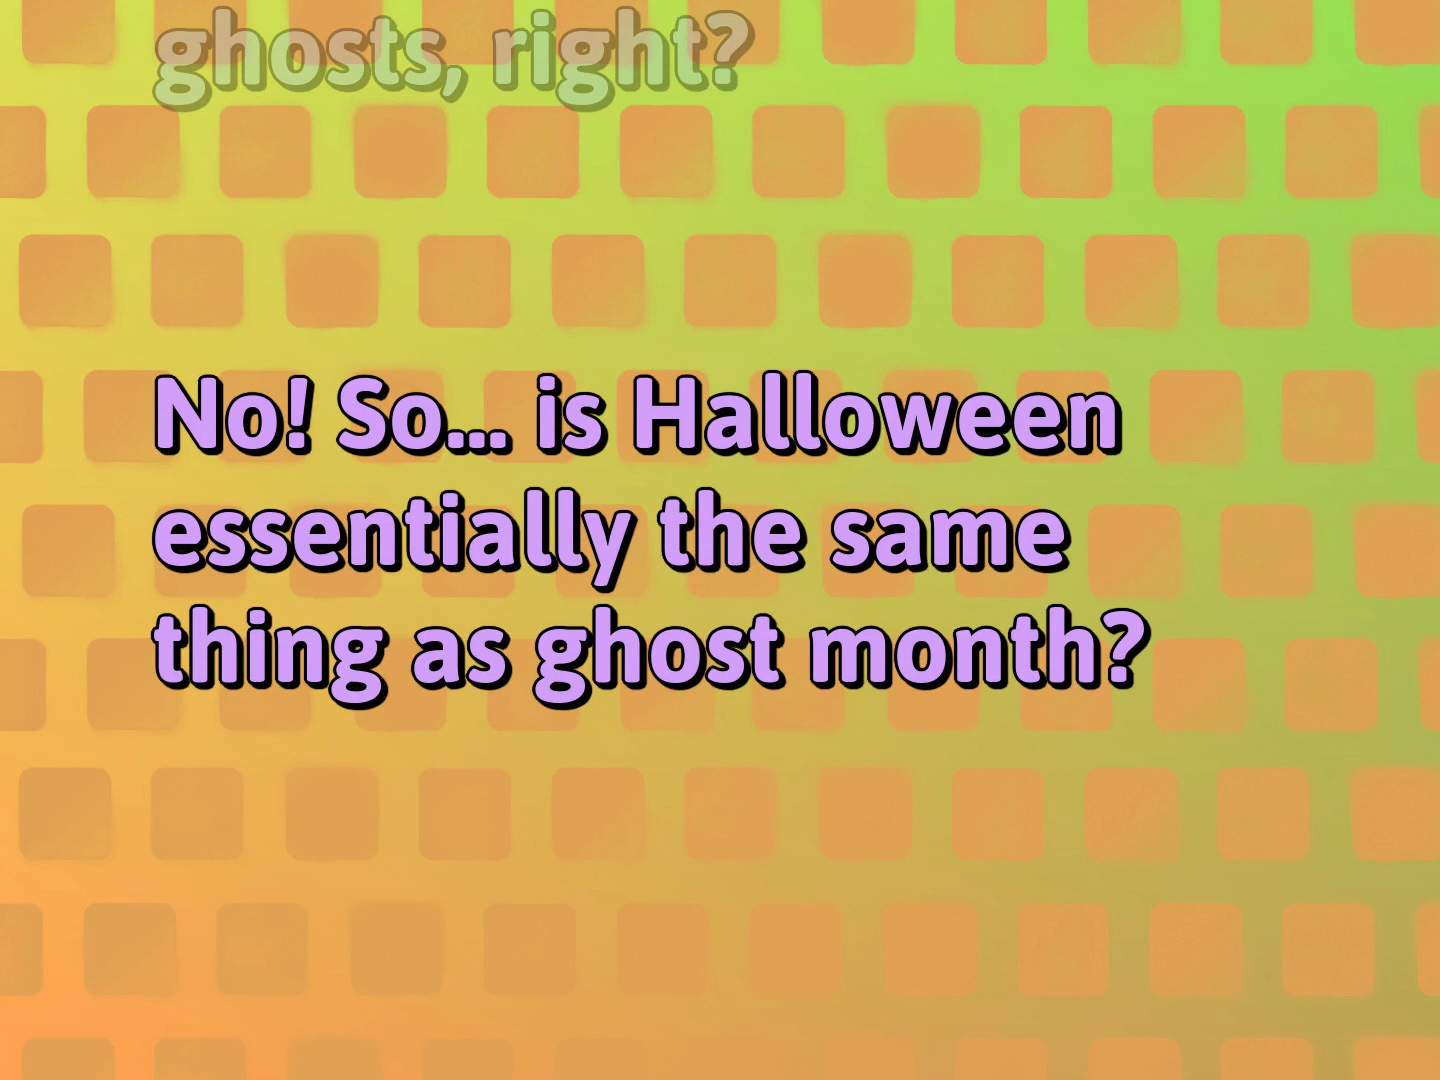 ghosts, right?
No! So... is Halloween
essentially the same
thing as ghost month?